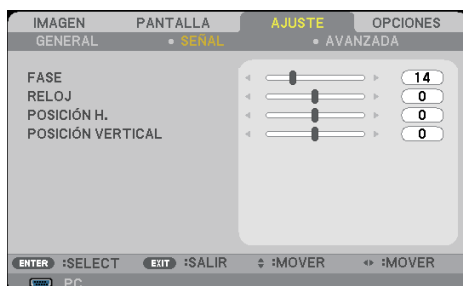 IMAGEN PANTALLA AJUSTE OPCIONES
GENERAL • SEÑAL • AVANZADA
FASE 14
RELOJ 0
POSICIÓN H. 0
POSICIÓN VERTICAL 0
ENTER :SELECT EXIT :SALIR :MOVER :MOVER
PC